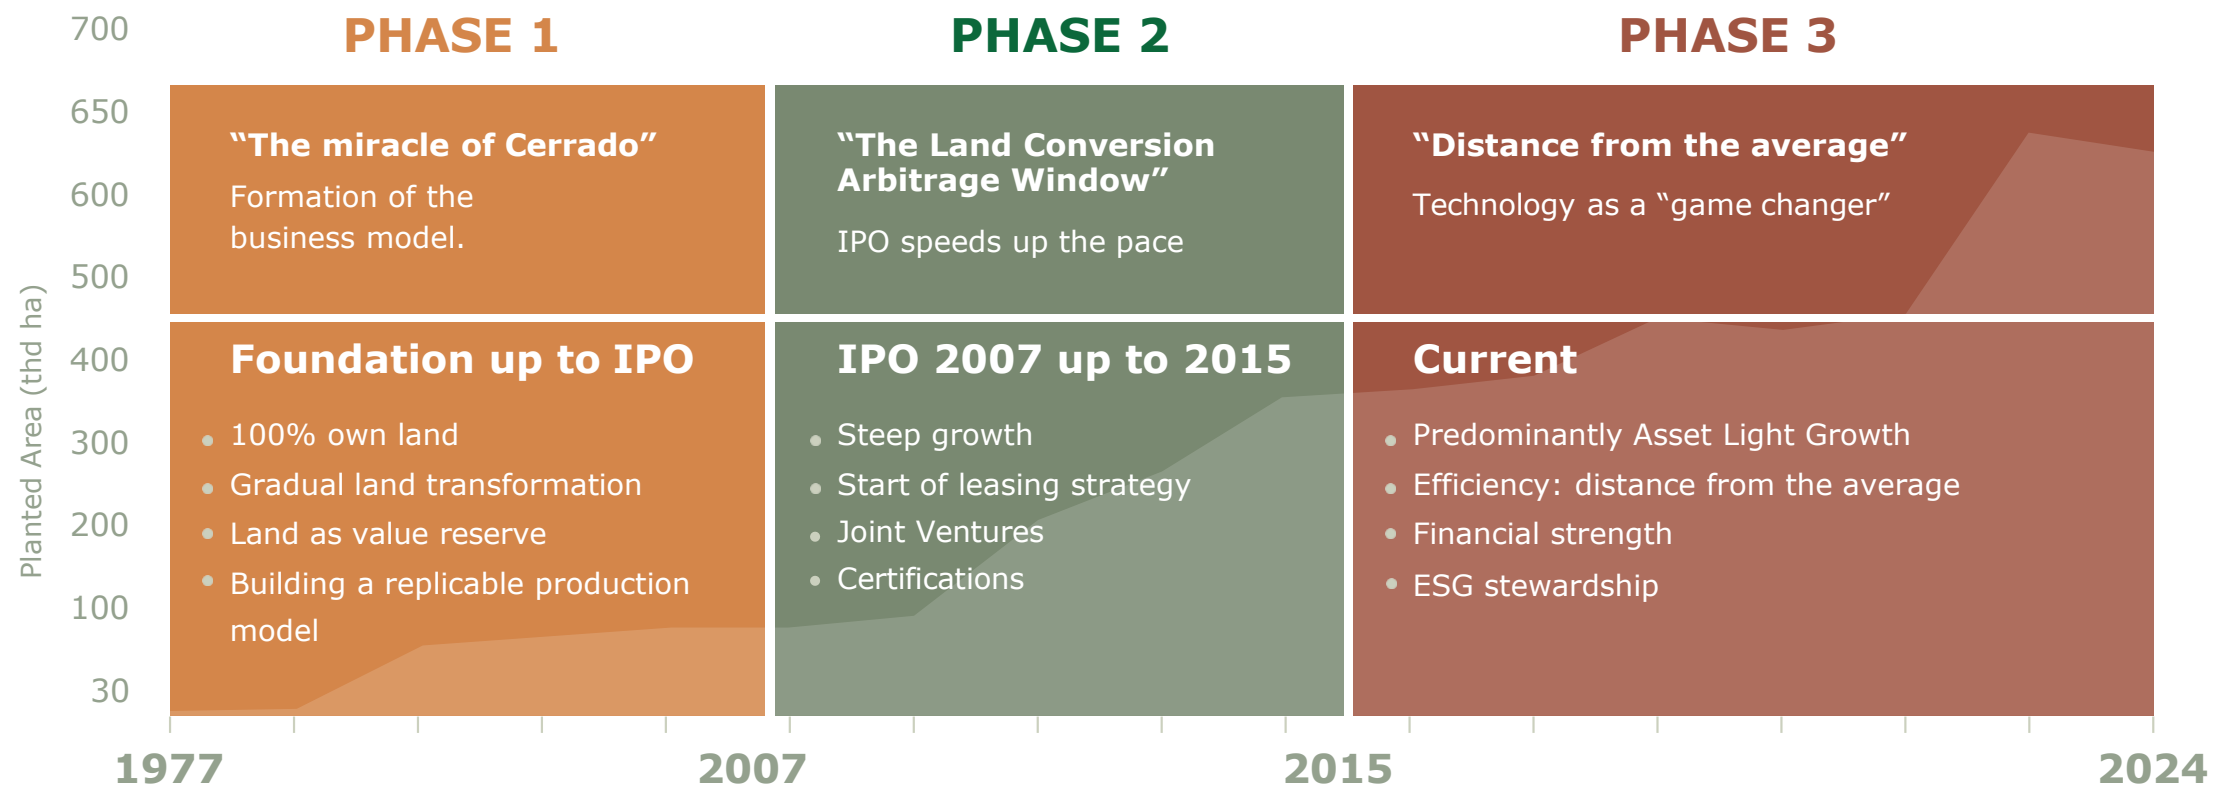 PHASE 1
PHASE 2
PHASE 3
700
650
600
500
400
300
200
100
30
Planted Area (thd ha)
“The miracle of Cerrado”
Formation of the
business model.
Foundation up to IPO
100% own land
Gradual land transformation
Land as value reserve
Building a replicable production
model
“The Land Conversion
Arbitrage Window”
IPO speeds up the pace
IPO 2007 up to 2015
Steep growth
Start of leasing strategy
Joint Ventures
Certifications
“Distance from the average”
Technology as a “game changer”
Current
Predominantly Asset Light Growth
Efficiency: distance from the average
Financial strength
ESG stewardship
1977
2007
2015
2024